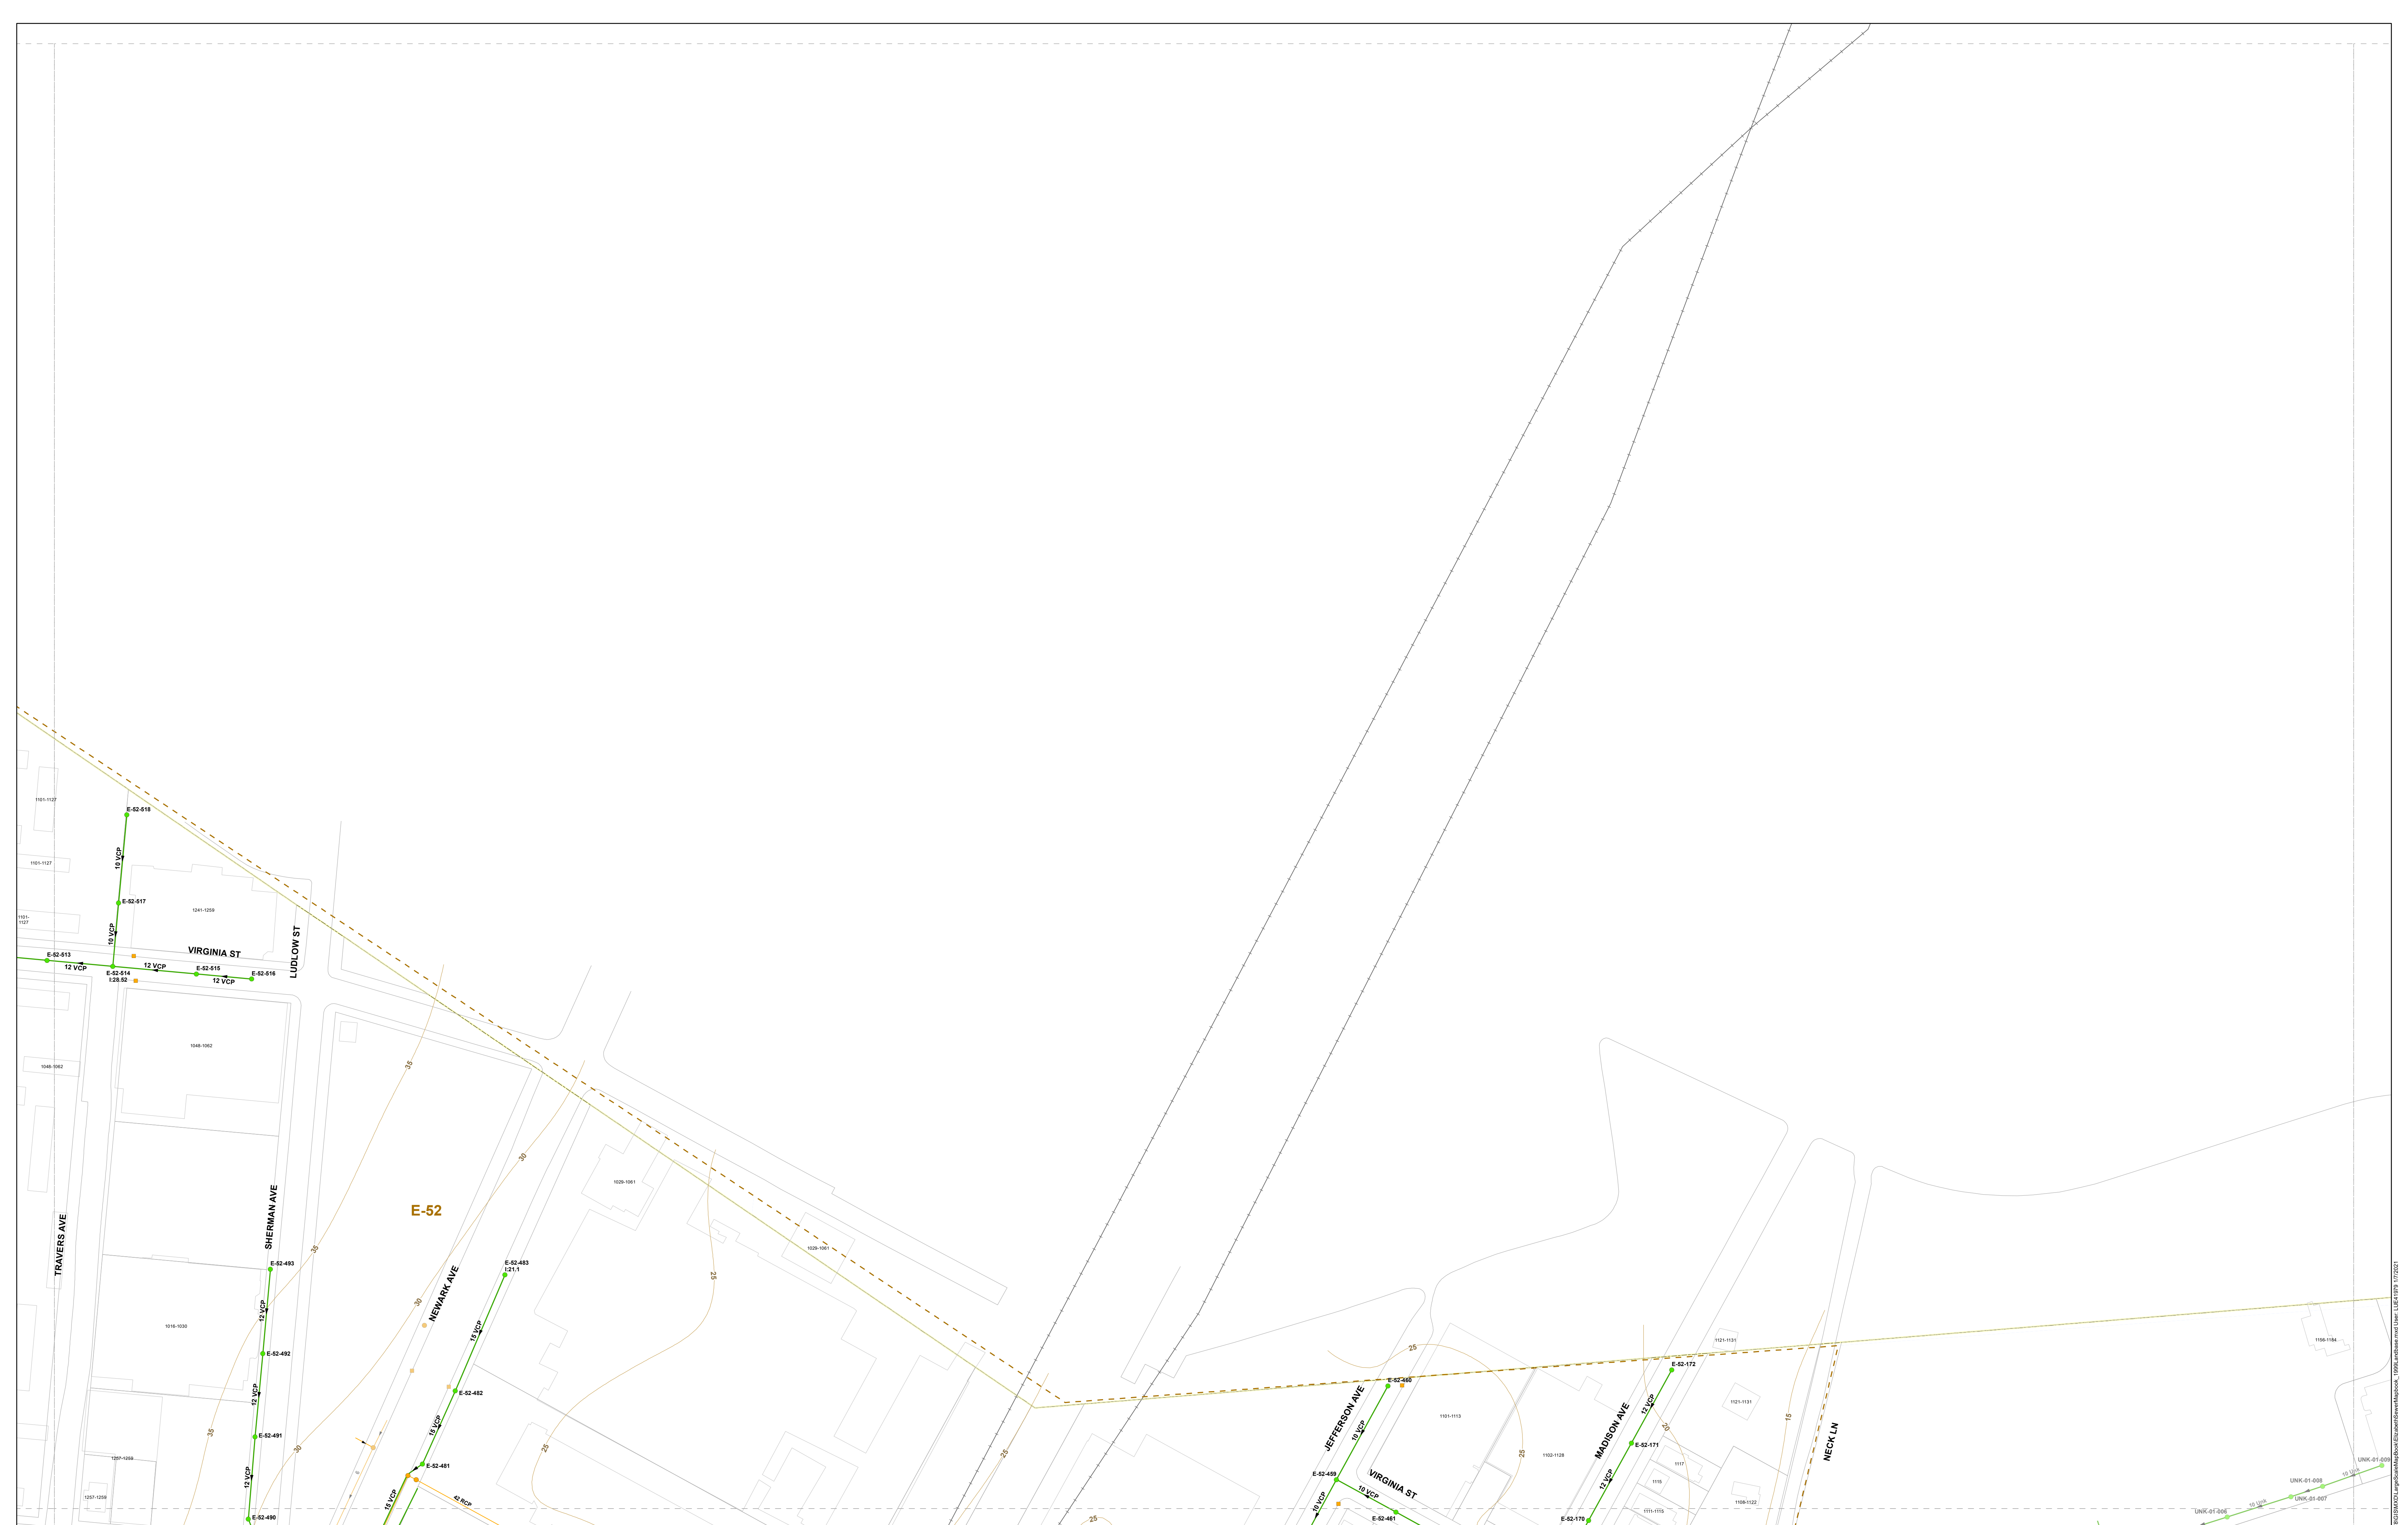 1101-1127
E-52-518
10 VCP
1101-1127
E-52-517
1241-1259
1101-
1127
10 VCP
VIRGINIA ST
LUDLOW ST
E-52-513
12 VCP
12 VCP
E-52-514
I:28.52
E-52-515
12 VCP
E-52-516
1048-1062
1048-1062
35
30
1029-1061
E-52
TRAVERS AVE
SHERMAN AVE
35
1029-1061
E-52-493
E-52-483
I:21.1
25
NEWARK AVE
30
12 VCP
1016-1030
15 VCP
E-52-492
12 VCP
E-52-482
15 VCP
35
E-52-491
30
25
25
1257-1259
E-52-481
12 VCP
1257-1259
15 VCP
42 RCP
E-52-490
25
25
1121-1131
1156-1184
E-52-172
E-52-460
JEFFERSON AVE
10 VCP
1101-1113
12 VCP
1121-1131
15
MADISON AVE
20
NECK LN
E-52-171
25
1102-1128
1117
E-52-459
VIRGINIA ST
10 VCP
12 VCP
1115
10 VCP
E-52-461
1108-1122
1111-1115
E-52-170
UNK-01-009
10 Unk
UNK-01-008
UNK-01-007
10 Unk
UNK-01-006